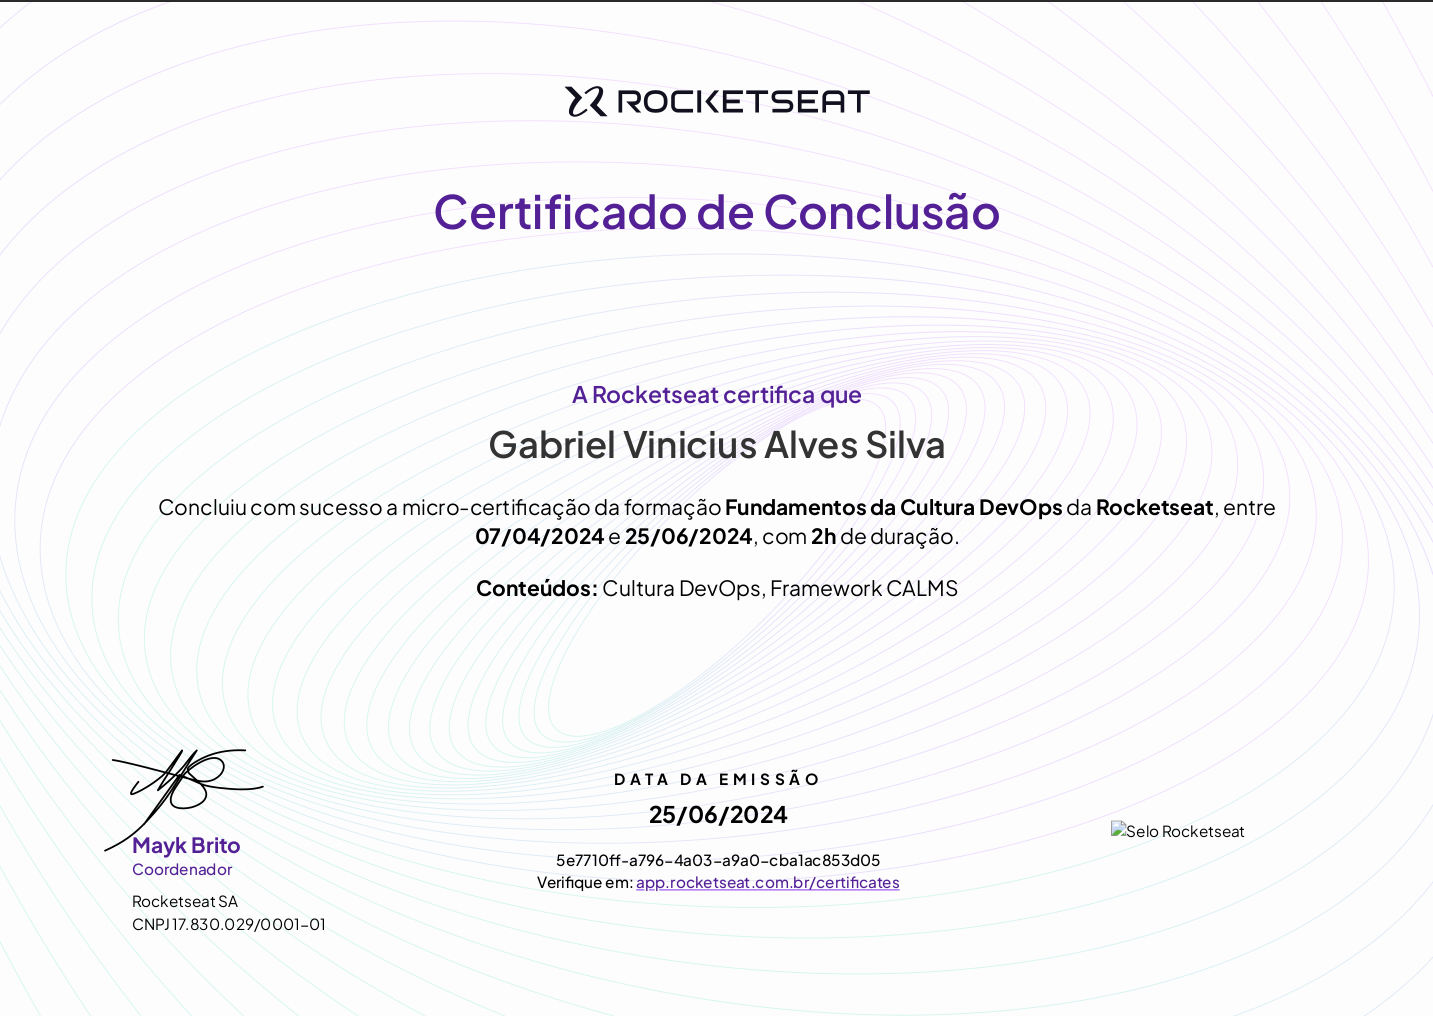 ROCKETSEAT
Certificado de Conclusão
A Rocketseat certifica que
Gabriel Vinicius Alves Silva
Concluiu com sucesso a micro-certificação da formação Fundamentos da Cultura DevOps da Rocketseat, entre
07/04/2024 e 25/06/2024, com 2h de duração.
Conteúdos: Cultura DevOps, Framework CALMS
Mayk Brito
Coordenador
Rocketseat SA
CNPJ 17.830.029/0001-01
DATA DA EMISSÃO
25/06/2024
5e7710ff-a796-4a03-a9a0-cba1ac853d05
Verifique em: app.rocketseat.com.br/certificates
Selo Rocketseat